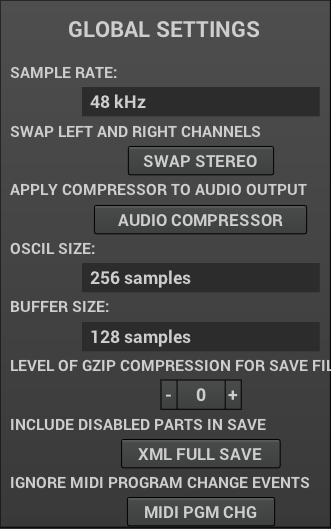 GLOBAL SETTINGS
SAMPLE RATE:
48 kHz
SWAP LEFT AND RIGHT CHANNELS
SWAP STEREO
APPLY COMPRESSOR TO AUDIO OUTPUT
AUDIO COMPRESSOR
OSCIL SIZE:
256 samples
BUFFER SIZE:
128 samples
LEVEL OF GZIP COMPRESSION FOR SAVE FIL
- 0 +
INCLUDE DISABLED PARTS IN SAVE
XML FULL SAVE
IGNORE MIDI PROGRAM CHANGE EVENTS
MIDI PGM CHG